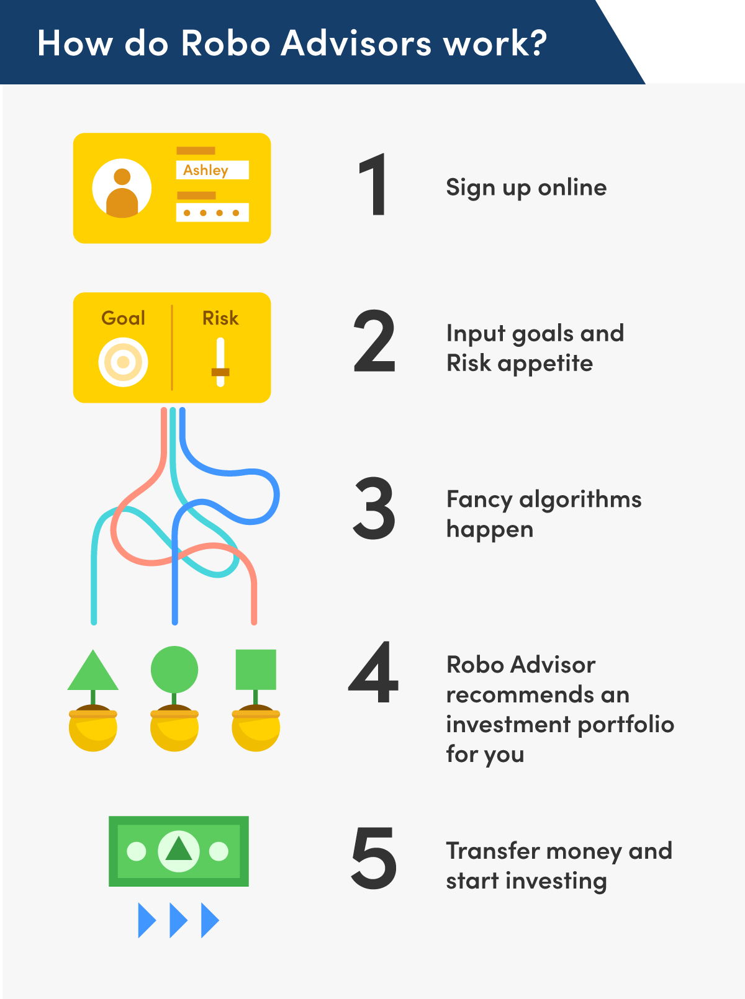 How do Robo Advisors work?
Ashley
1
Sign up online
Goal
Risk
2
Input goals and
Risk appetite
3
Fancy algorithms
happen
4
Robo Advisor
recommends an
investment portfolio
for you
5
Transfer money and
start investing